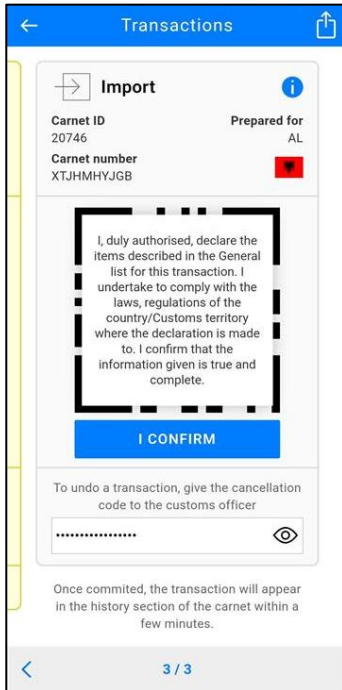 Transactions
Import
Carnet ID
Prepared for
20746
AL
Carnet number
XTJHMHYJGB
I, duly authorised, declare the
items described in the General
list for this transaction. I
undertake to comply with the
laws, regulations of the
country/Customs territory
where the declaration is made
to. I confirm that the
information given is true and
complete.
I CONFIRM
To undo a transaction, give the cancellation
code to the customs officer
Once commited, the transaction will appear
in the history section of the carnet within a
few minutes.
3 / 3